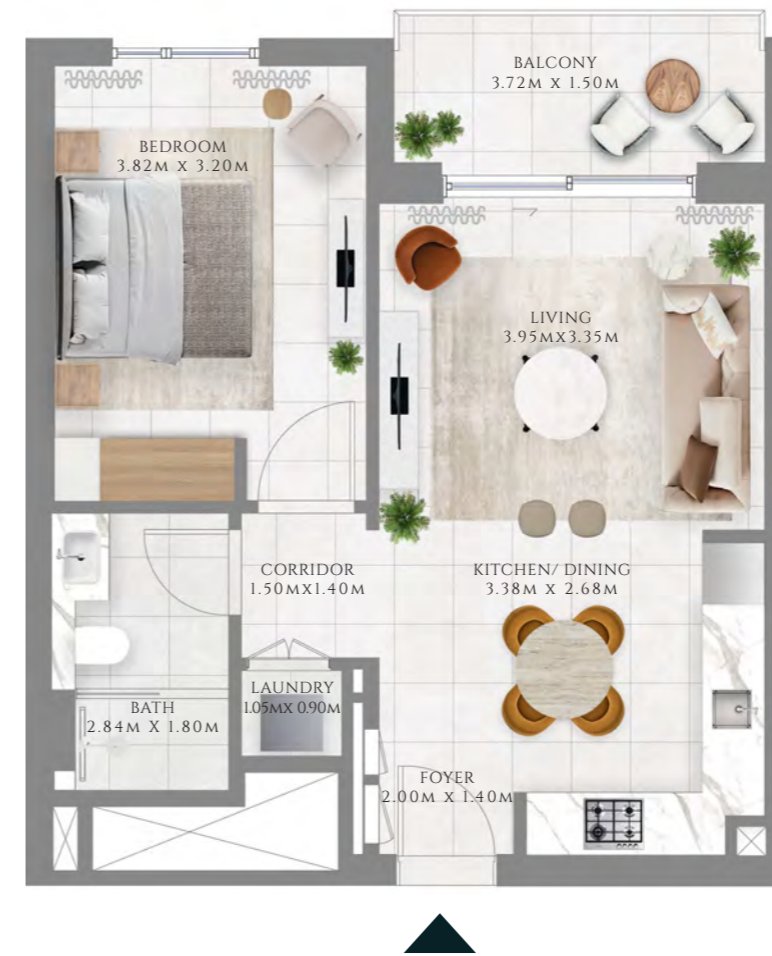 BALCONY
3.72M X 1.50M
BEDROOM
3.82M X 3.20M
LIVING
3.95MX3.35M
CORRIDOR
1.50MX1.40M
KITCHEN/ DINING
3.38M X 2.68M
LAUNDRY
1.05MX 0.90M
BATH
2.84M X 1.80M
FOYER
2.00M X 1.40M